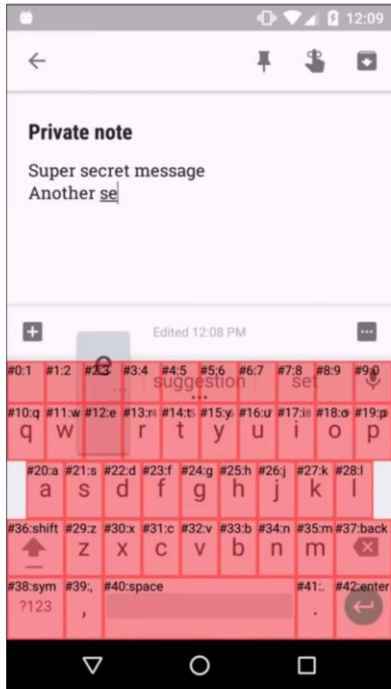 12:09
Private note
Super secret message
Another se
Edited 12:08 PM
#0:1 #1:2 #2:3 #3:4 #4:5 #5:6 #6:7 #7:8 #8:9 #9:0
e suggestion set
#10:q #11:w #12:e #13:r #14:t #15:y #16:u #17:i #18:o #19:p
q w r t y u i o p
#20:a #21:s #22:d #23:f #24:g #25:h #26:j #27:k #28:l
a s d f g h j k l
#36:shift #29:z #30:x #31:c #32:v #33:b #34:n #35:m #37:back
z x c v b n m
#38:sym #39:, #40:space #41:. #42:enter
?123 , .